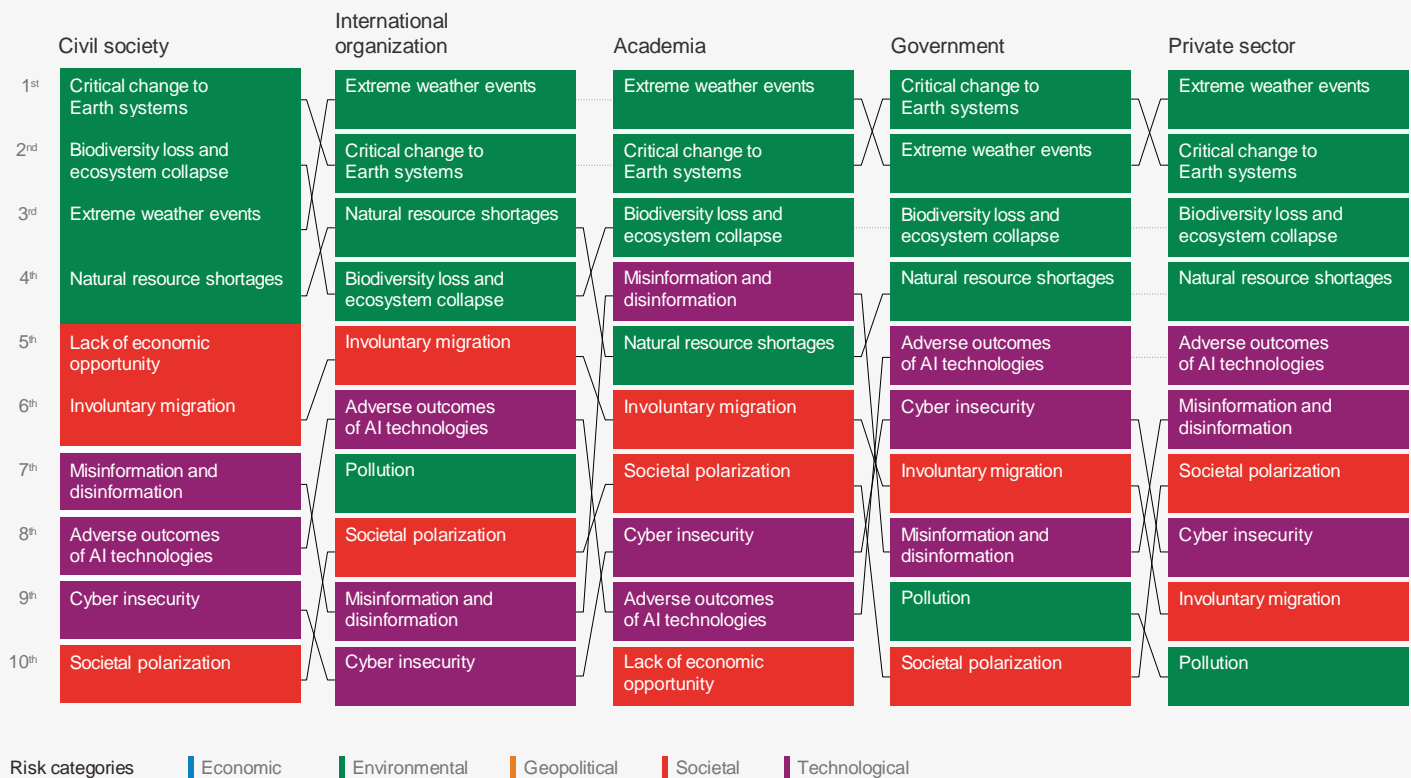 Civil society
International
organization
Academia
Government
Private sector
1st
2nd
3rd
4th
5th
6th
7th
8th
9th
10th
Critical change to
Earth systems
Biodiversity loss and
ecosystem collapse
Extreme weather events
Natural resource shortages
Lack of economic
opportunity
Involuntary migration
Misinformation and
disinformation
Adverse outcomes
of AI technologies
Cyber insecurity
Societal polarization
Extreme weather events
Critical change to
Earth systems
Natural resource shortages
Biodiversity loss and
ecosystem collapse
Involuntary migration
Adverse outcomes
of AI technologies
Pollution
Societal polarization
Misinformation and
disinformation
Cyber insecurity
Extreme weather events
Critical change to
Earth systems
Biodiversity loss and
ecosystem collapse
Misinformation and
disinformation
Natural resource shortages
Involuntary migration
Societal polarization
Cyber insecurity
Adverse outcomes
of AI technologies
Lack of economic
opportunity
Critical change to
Earth systems
Extreme weather events
Biodiversity loss and
ecosystem collapse
Natural resource shortages
Adverse outcomes
of AI technologies
Cyber insecurity
Involuntary migration
Misinformation and
disinformation
Pollution
Societal polarization
Extreme weather events
Critical change to
Earth systems
Biodiversity loss and
ecosystem collapse
Natural resource shortages
Adverse outcomes
of AI technologies
Misinformation and
disinformation
Societal polarization
Cyber insecurity
Involuntary migration
Pollution
Risk categories
Economic
Environmental
Geopolitical
Societal
Technological